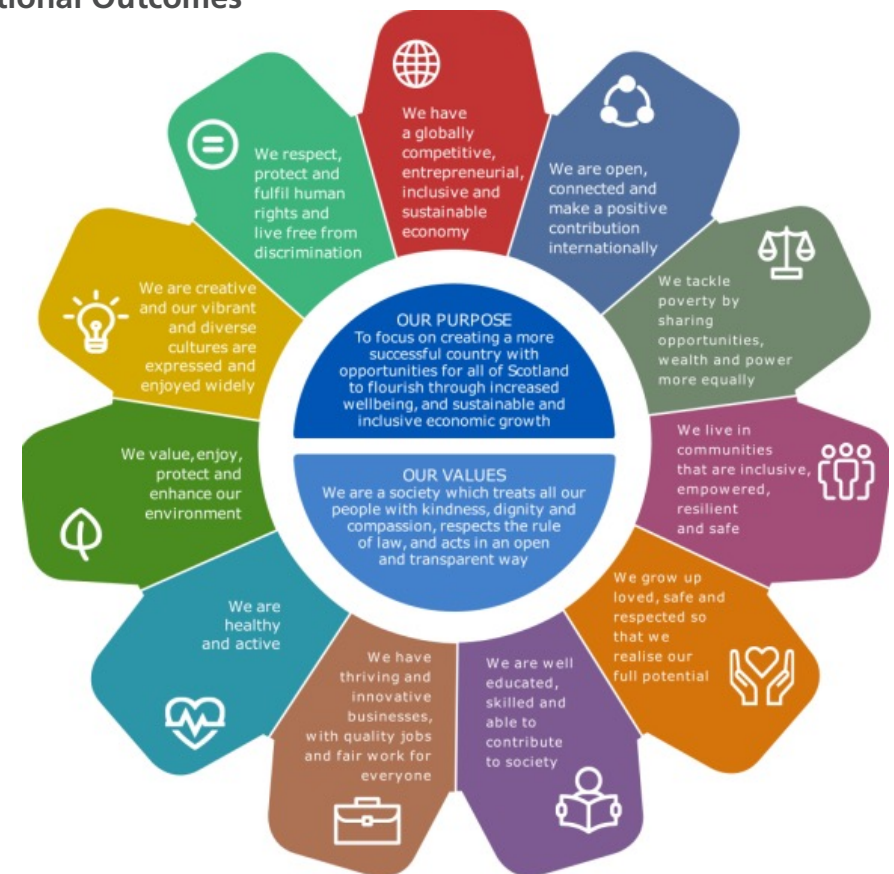 tional Outcomes
We have
a globally
competitive,
entrepreneurial,
inclusive and
sustainable
economy
We are open,
connected and
make a positive
contribution
internationally
We tackle
poverty by
sharing
opportunities,
wealth and power
more equally
We live in
communities
that are inclusive,
empowered,
resilient
and safe
We grow up
loved, safe and
respected so
that we
realise our
full potential
We are well
educated,
skilled and
able to
contribute
to society
We have
thriving and
innovative
businesses,
with quality jobs
and fair work for
everyone
We are
healthy
and active
We value, enjoy,
protect and
enhance our
environment
We are creative
and our vibrant
and diverse
cultures are
expressed and
enjoyed widely
We respect,
protect and
fulfil human
rights and
live free from
discrimination
OUR PURPOSE
To focus on creating a more
successful country with
opportunities for all of Scotland
to flourish through increased
wellbeing, and sustainable and
inclusive economic growth
OUR VALUES
We are a society which treats all our
people with kindness, dignity and
compassion, respects the rule
of law, and acts in an open
and transparent way